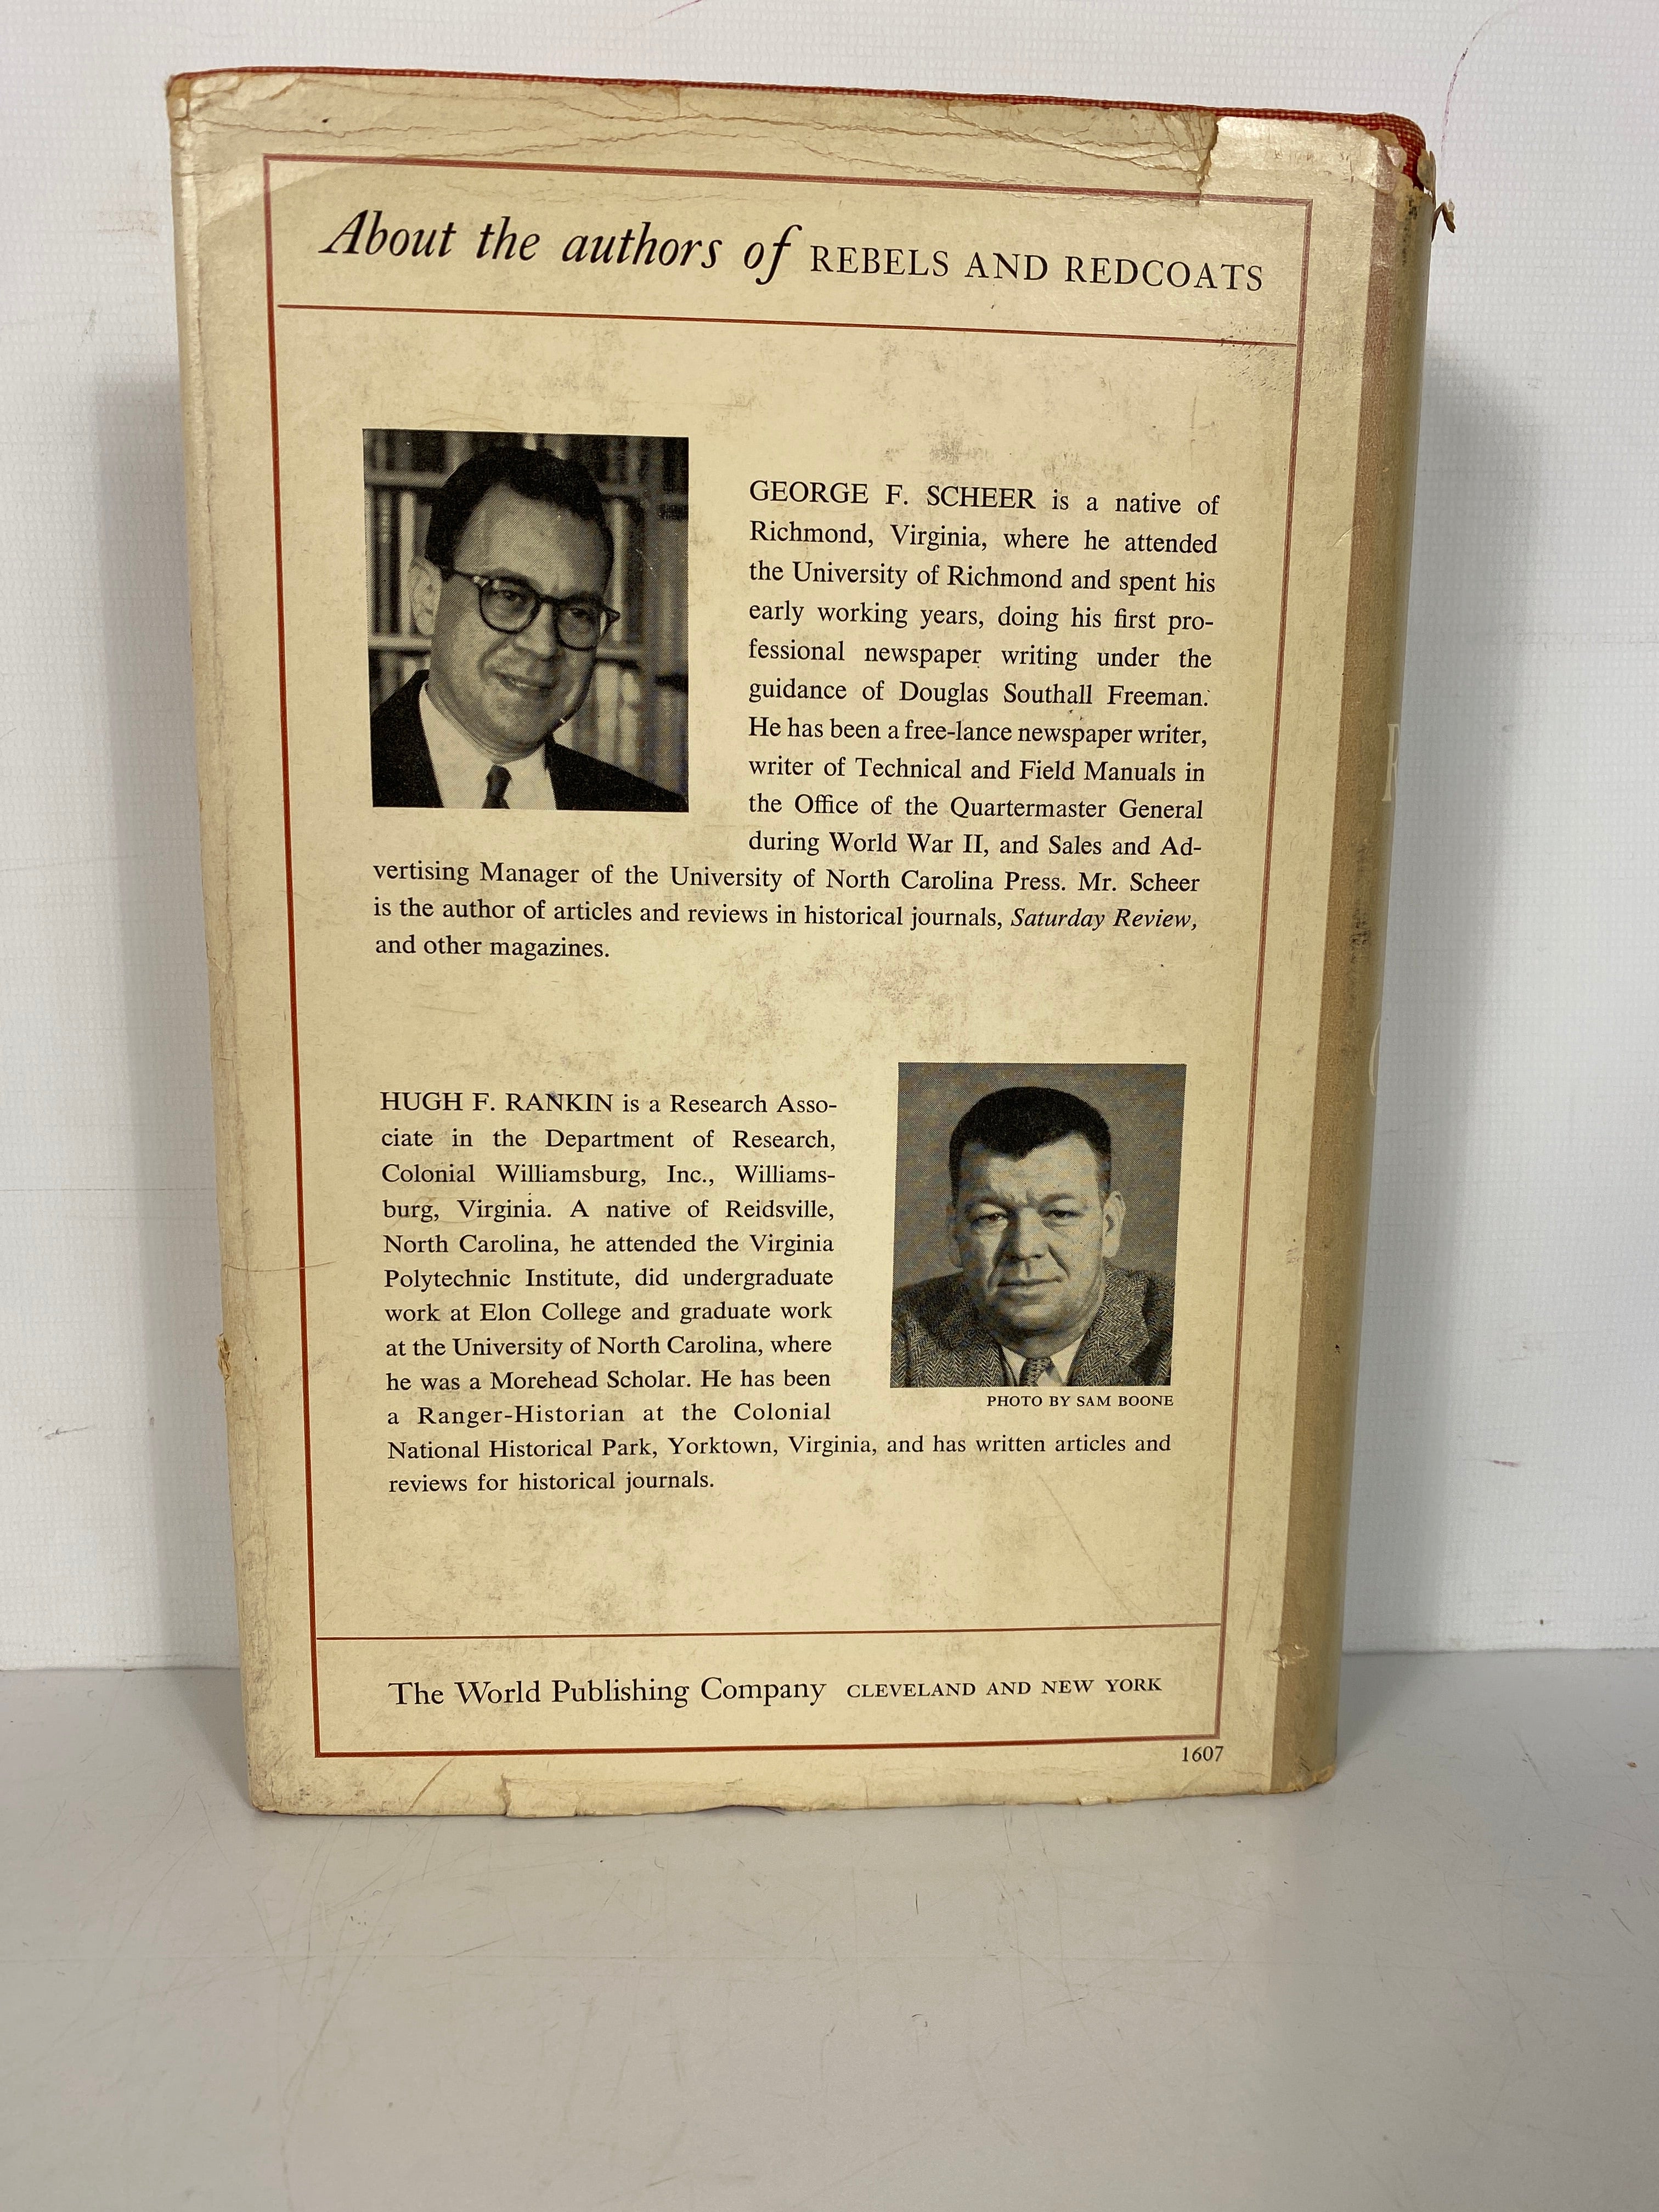 About the authors of REBELS AND REDCOATS
GEORGE F. SCHEER is a native of
Richmond, Virginia, where he attended
the University of Richmond and spent his
early working years, doing his first pro-
fessional newspaper writing under the
guidance of Douglas Southall Freeman.
He has been a free-lance newspaper writer,
writer of Technical and Field Manuals in
the Office of the Quartermaster General
during World War II, and Sales and Ad-
vertising Manager of the University of North Carolina Press. Mr. Scheer
is the author of articles and reviews in historical journals, Saturday Review,
and other magazines.
HUGH F. RANKIN is a Research Asso-
ciate in the Department of Research,
Colonial Williamsburg, Inc., Williams-
burg, Virginia. A native of Reidsville,
North Carolina, he attended the Virginia
Polytechnic Institute, did undergraduate
work at Elon College and graduate work
at the University of North Carolina, where
he was a Morehead Scholar. He has been
a Ranger-Historian at the Colonial
National Historical Park, Yorktown, Virginia, and has written articles and
reviews for historical journals.
PHOTO BY SAM BOONE
The World Publishing Company CLEVELAND AND NEW YORK
1607